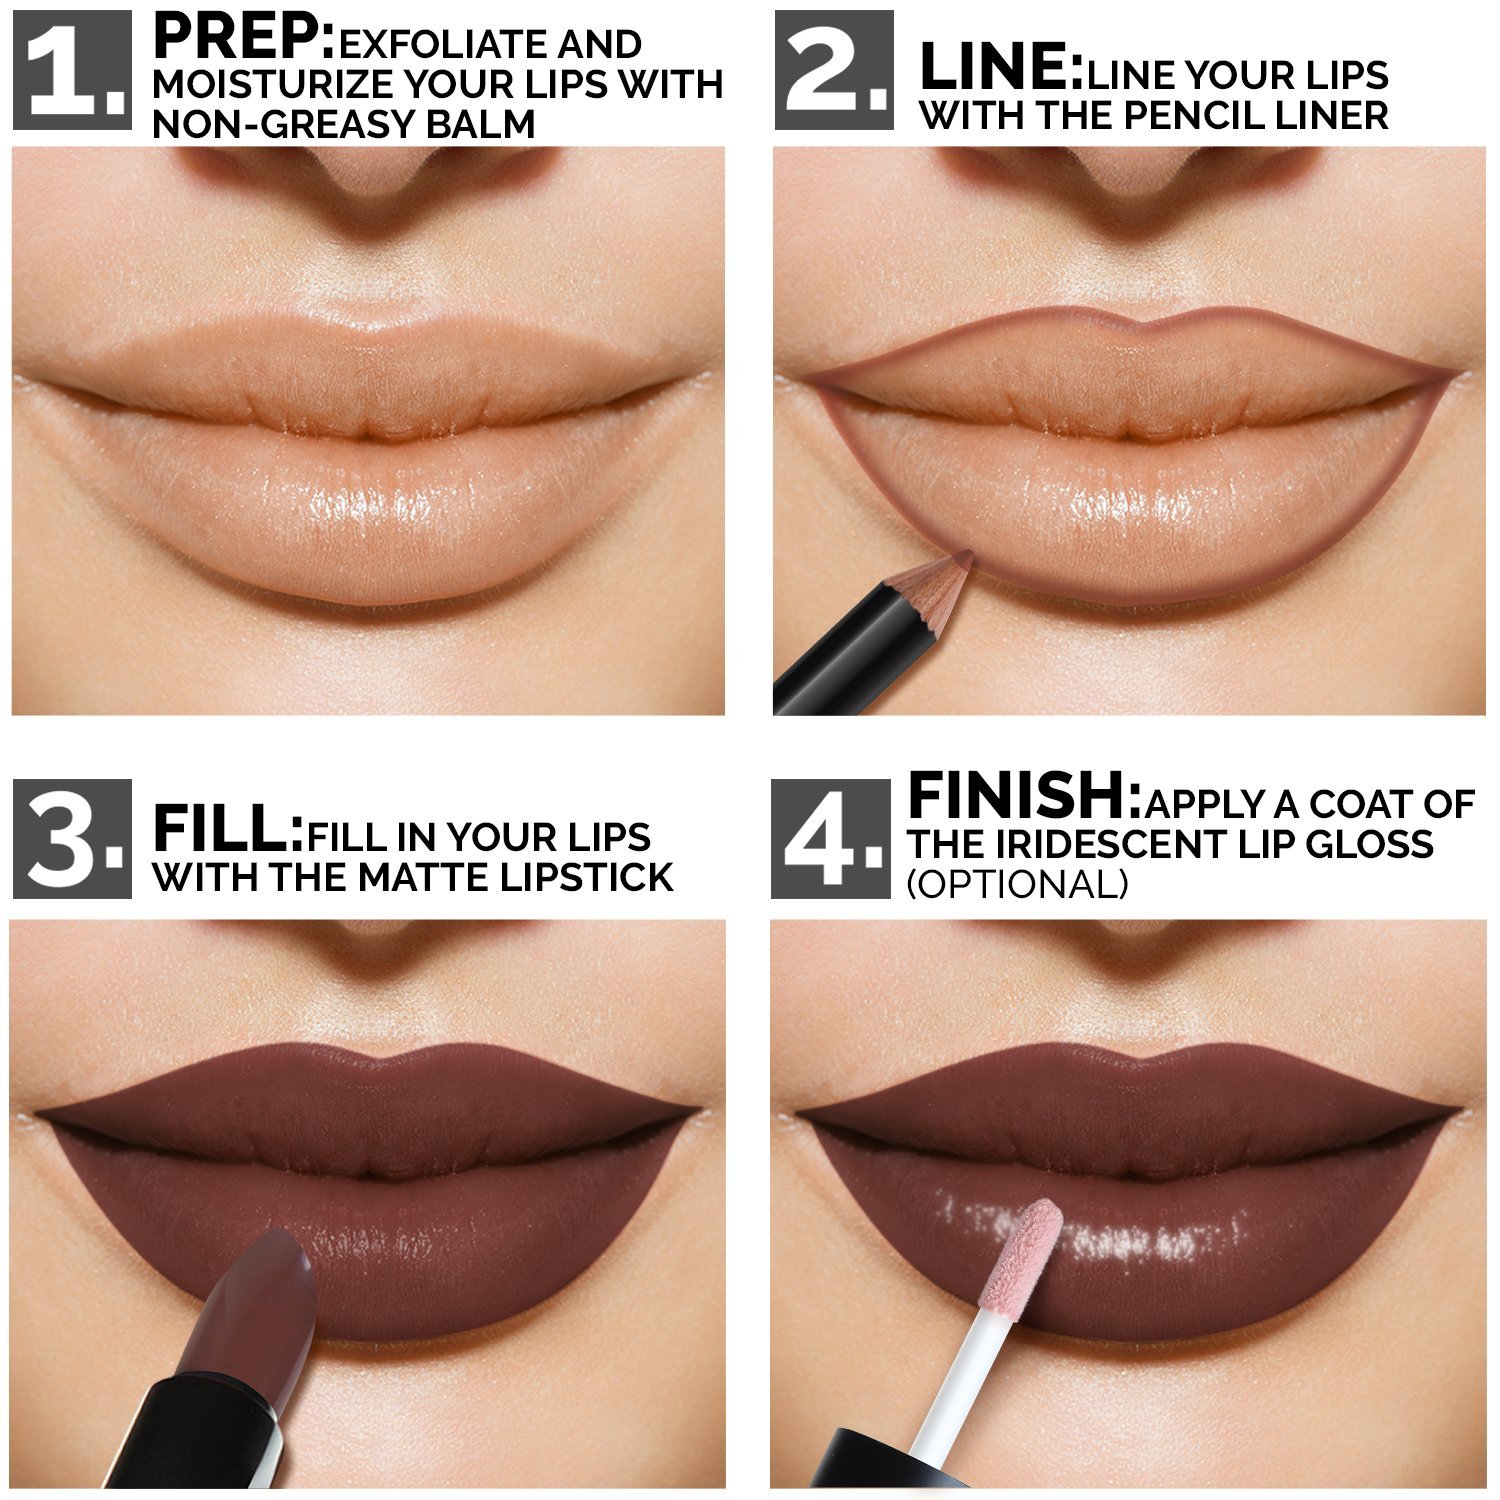 1. PREP:EXFOLIATE AND
MOISTURIZE YOUR LIPS WITH
NON-GREASY BALM
2. LINE:LINE YOUR LIPS
WITH THE PENCIL LINER
3. FILL:FILL IN YOUR LIPS
WITH THE MATTE LIPSTICK
4. FINISH:APPLY A COAT OF
THE IRIDESCENT LIP GLOSS
(OPTIONAL)